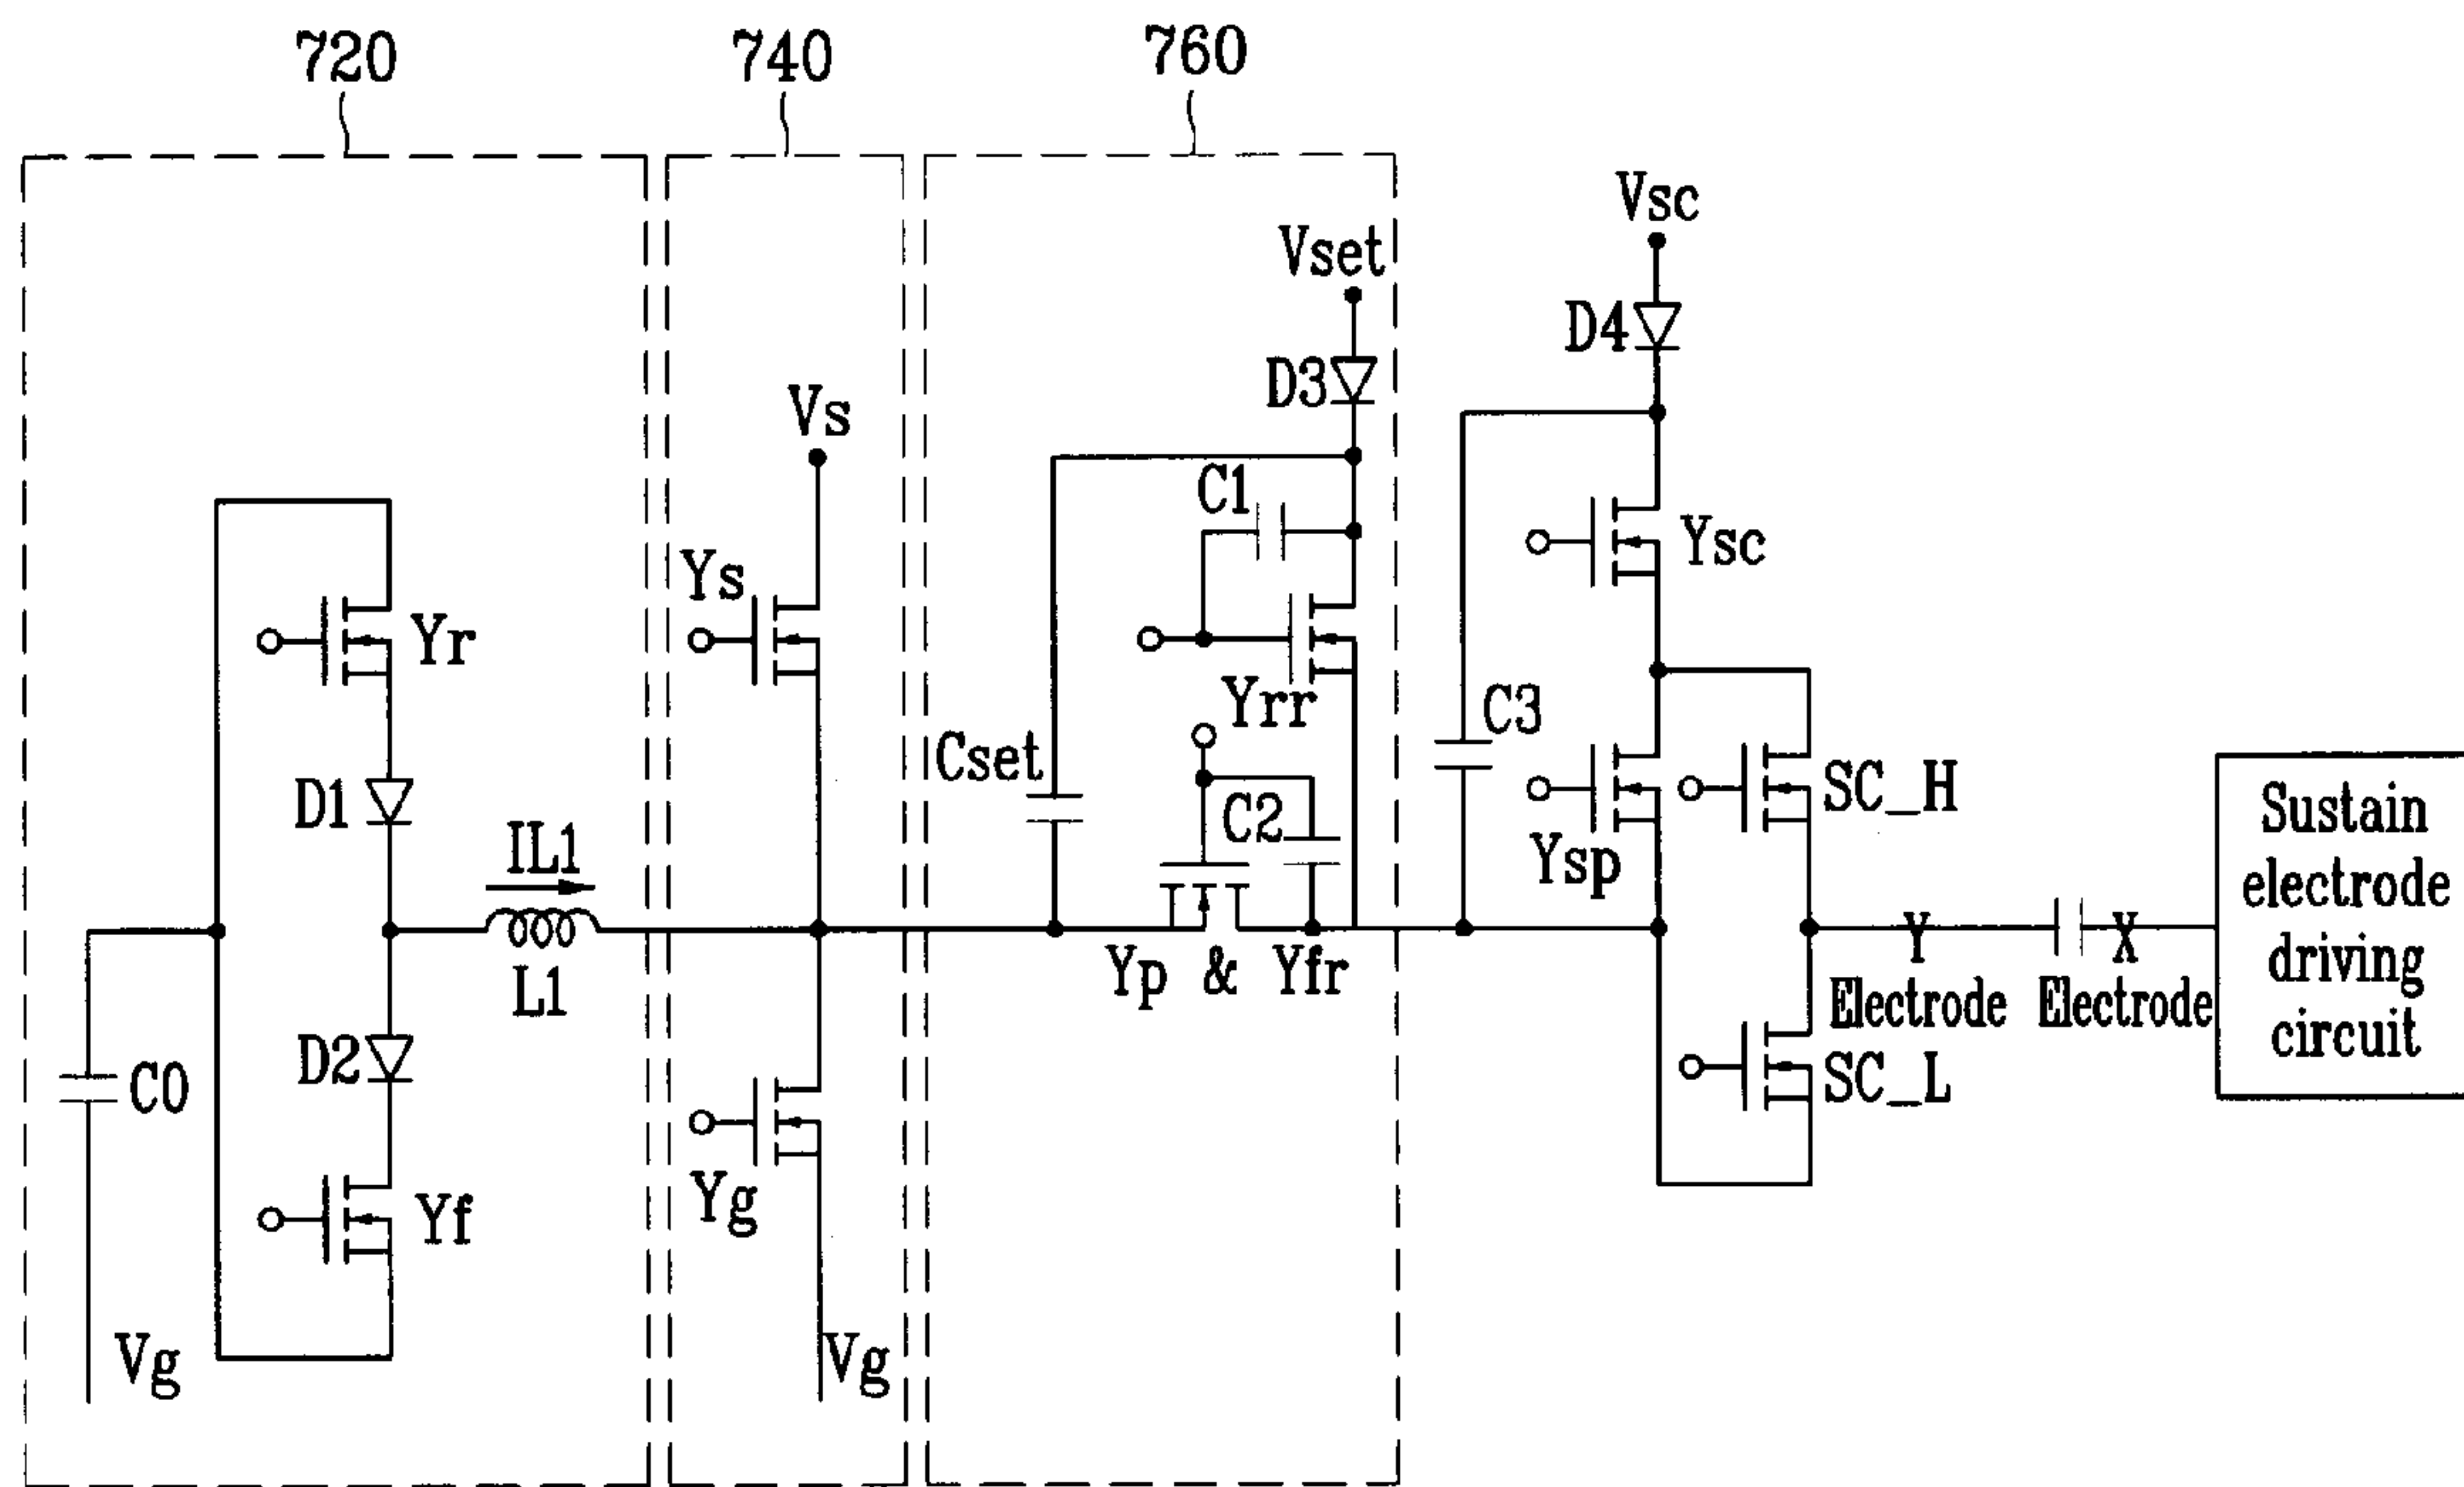 720
740
760
Vsc
Vset
D4
D3
Vs
C1
Ysc
Ys
Yr
Yrr
C3
Cset
D1
SC_H
C2
IL1
Ysp
L1
Yp & Yfr
Y
Electrode
X
Electrode
Sustain
electrode
driving
circuit
D2
C0
SC_L
Yg
Yf
Vg
Vg